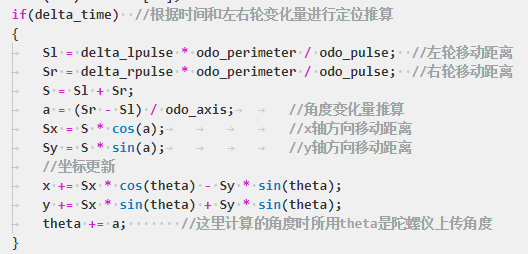 if(delta_time) //根据时间和左右轮变化量进行定位推算
{
Sl = delta_lpulse * odo_perimeter / odo_pulse; //左轮移动距离
Sr = delta_rpulse * odo_perimeter / odo_pulse; //右轮移动距离
S = Sl + Sr;
a = (Sr - Sl) / odo_axis; //角度变化量推算
Sx = S * cos(a); //x轴方向移动距离
Sy = S * sin(a); //y轴方向移动距离
//坐标更新
x += Sx * cos(theta) - Sy * sin(theta);
y += Sx * sin(theta) + Sy * sin(theta);
theta += a; //这里计算的角度时所用theta是陀螺仪上传角度
}